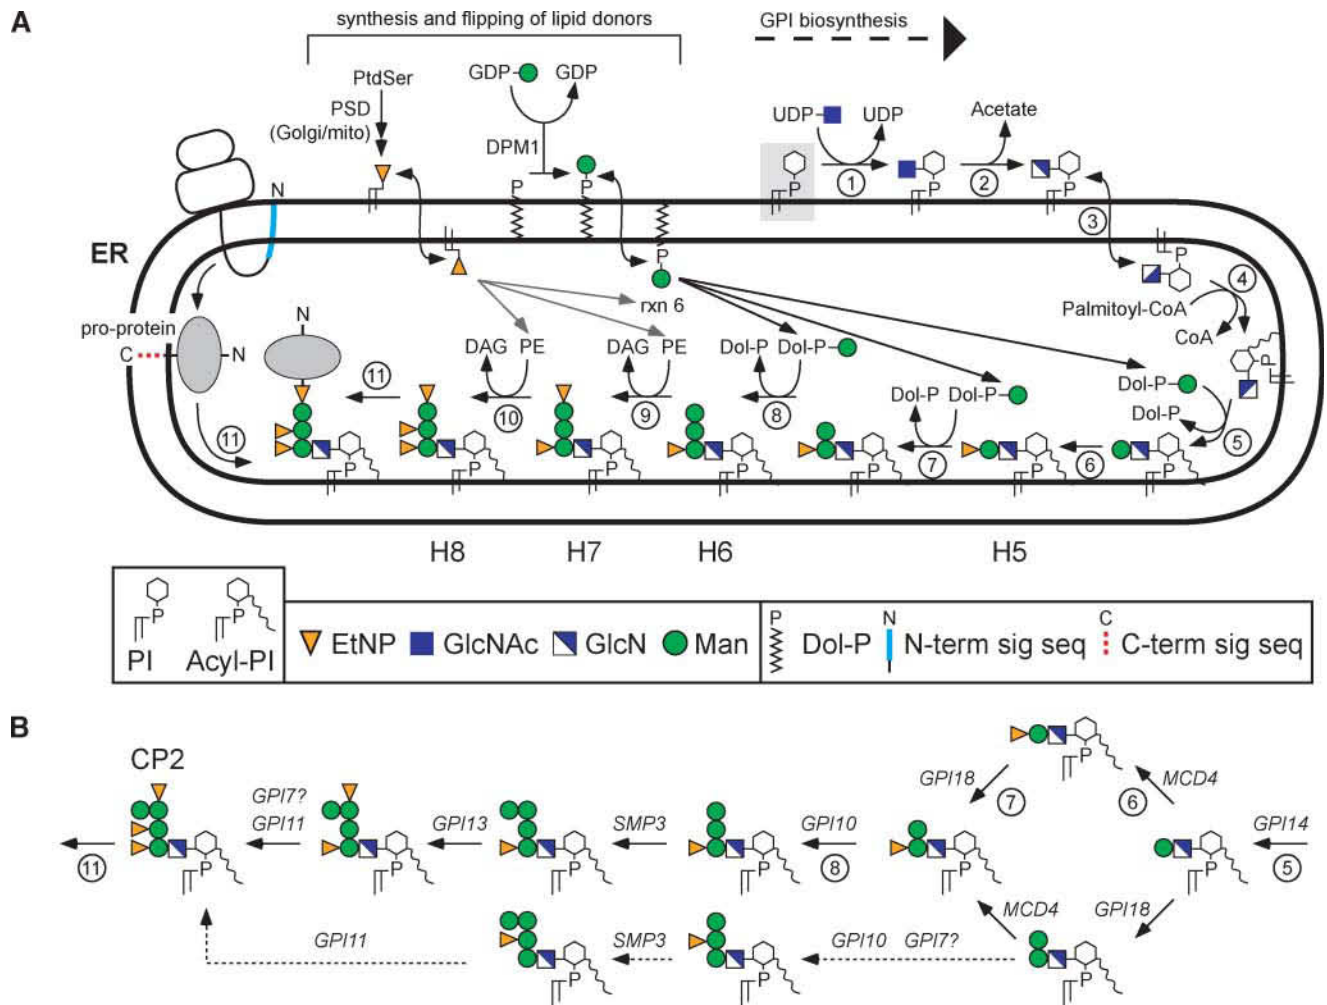 A
synthesis and flipping of lipid donors
GPI biosynthesis
PtdSer
PSD
(Golgi/mito)
GDP
GDP
DPM1
UDP
UDP
Acetate
N
P
P
P
P
P
1
2
3
ER
P
P
4
rxn 6
Palmitoyl-CoA
CoA
P
pro-protein
C
N
N
DAG PE
DAG PE
Dol-P Dol-P
Dol-P Dol-P
Dol-P
Dol-P
11
10
9
8
7
6
5
11
P
P
P
P
P
P
P
H8
H7
H6
H5
P
P
PI
Acyl-PI
EtNP
GlcNAc
GlcN
Man
P
Dol-P
N
N-term sig seq
C
C-term sig seq
B
CP2
P
GPI18
7
MCD4
6
GPI7?
GPI11
GPI13
SMP3
GPI10
8
GPI14
5
11
P
P
P
P
P
P
MCD4
GPI18
GPI11
SMP3
GPI10 GPI7?
P
P
P